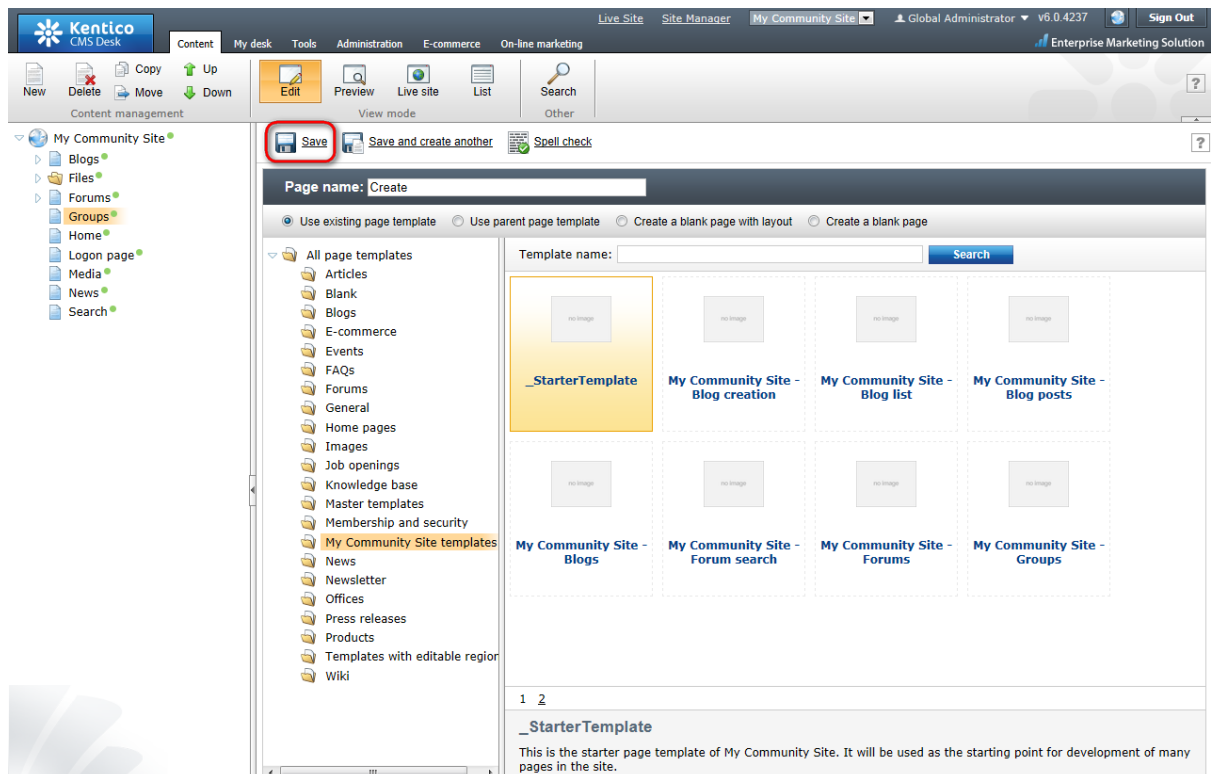 Kentico
CMS Desk
Live Site Site Manager My Community Site Global Administrator v6.0.4237 Sign Out
Content My desk Tools Administration E-commerce On-line marketing
Enterprise Marketing Solution
New Delete Copy Move Up Down
Content management
Edit Preview Live site List
View mode
Search
Other
?
My Community Site
Blogs
Files
Forums
Groups
Home
Logon page
Media
News
Search
Save Save and create another Spell check
?
Page name: Create
Use existing page template Use parent page template Create a blank page with layout Create a blank page
All page templates
Articles
Blank
Blogs
E-commerce
Events
FAQs
Forums
General
Home pages
Images
Job openings
Knowledge base
Master templates
Membership and security
My Community Site templates
News
Newsletter
Offices
Press releases
Products
Templates with editable region
Wiki
Template name: Search
no image no image no image no image
_StarterTemplate
My Community Site -
Blog creation
My Community Site -
Blog list
My Community Site -
Blog posts
no image no image no image no image
My Community Site -
Blogs
My Community Site -
Forum search
My Community Site -
Forums
My Community Site -
Groups
1 2
_StarterTemplate
This is the starter page template of My Community Site. It will be used as the starting point for development of many
pages in the site.